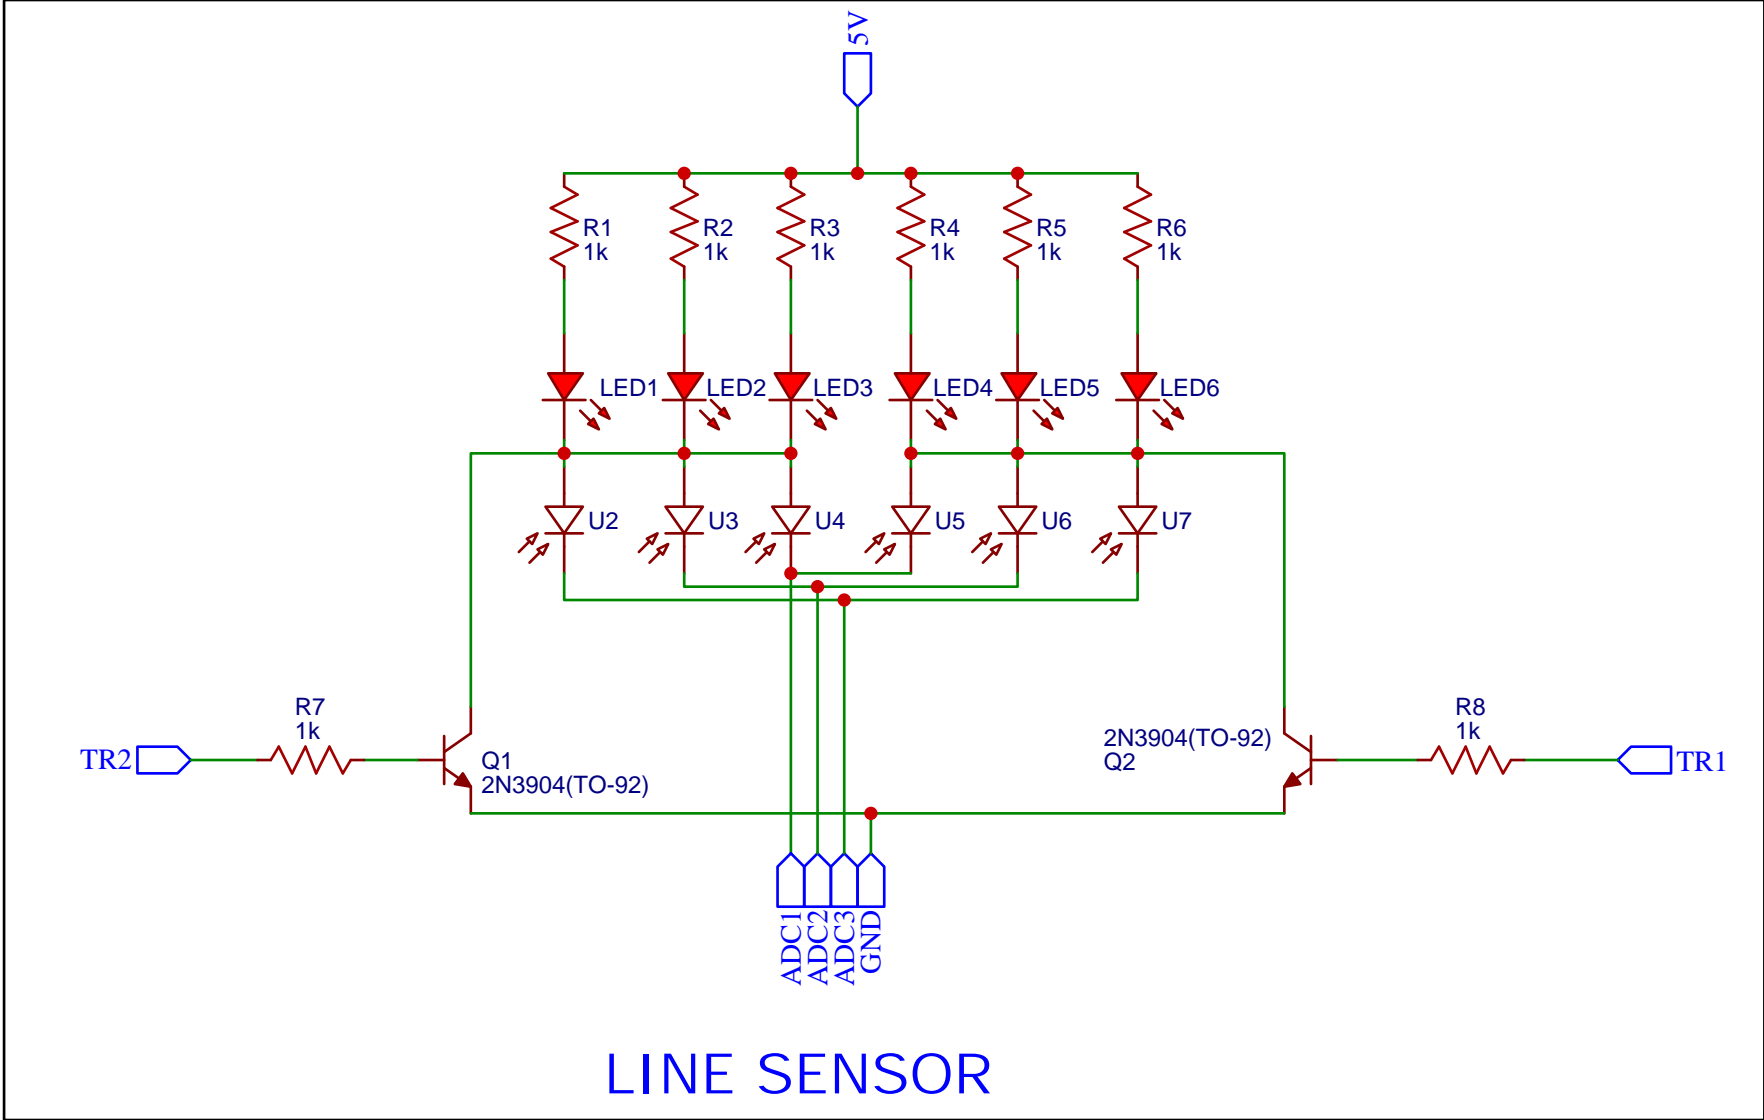 5V
R1
1k
R2
1k
R3
1k
R4
1k
R5
1k
R6
1k
LED1
LED2
LED3
LED4
LED5
LED6
U2
U3
U4
U5
U6
U7
TR2
R7
1k
Q1
2N3904(TO-92)
2N3904(TO-92)
Q2
R8
1k
TR1
ADC1
ADC2
ADC3
GND
LINE SENSOR